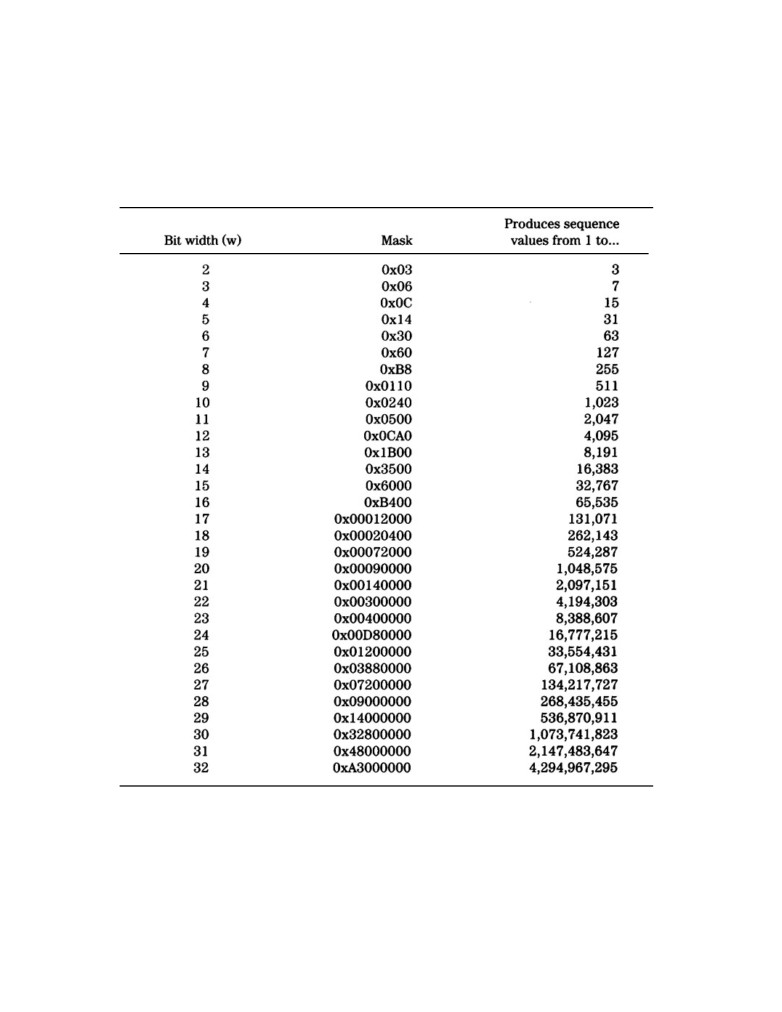 Produces sequence
Bit width (w) Mask values from 1 to...
2 0x03 3
3 0x06 7
4 0x0C 15
5 0x14 31
6 0x30 63
7 0x60 127
8 0xB8 255
9 0x0110 511
10 0x0240 1,023
11 0x0500 2,047
12 0x0CA0 4,095
13 0x1B00 8,191
14 0x3500 16,383
15 0x6000 32,767
16 0xB400 65,535
17 0x00012000 131,071
18 0x00020400 262,143
19 0x00072000 524,287
20 0x00090000 1,048,575
21 0x00140000 2,097,151
22 0x00300000 4,194,303
23 0x00400000 8,388,607
24 0x00D80000 16,777,215
25 0x01200000 33,554,431
26 0x03880000 67,108,863
27 0x07200000 134,217,727
28 0x09000000 268,435,455
29 0x14000000 536,870,911
30 0x32800000 1,073,741,823
31 0x48000000 2,147,483,647
32 0xA3000000 4,294,967,295